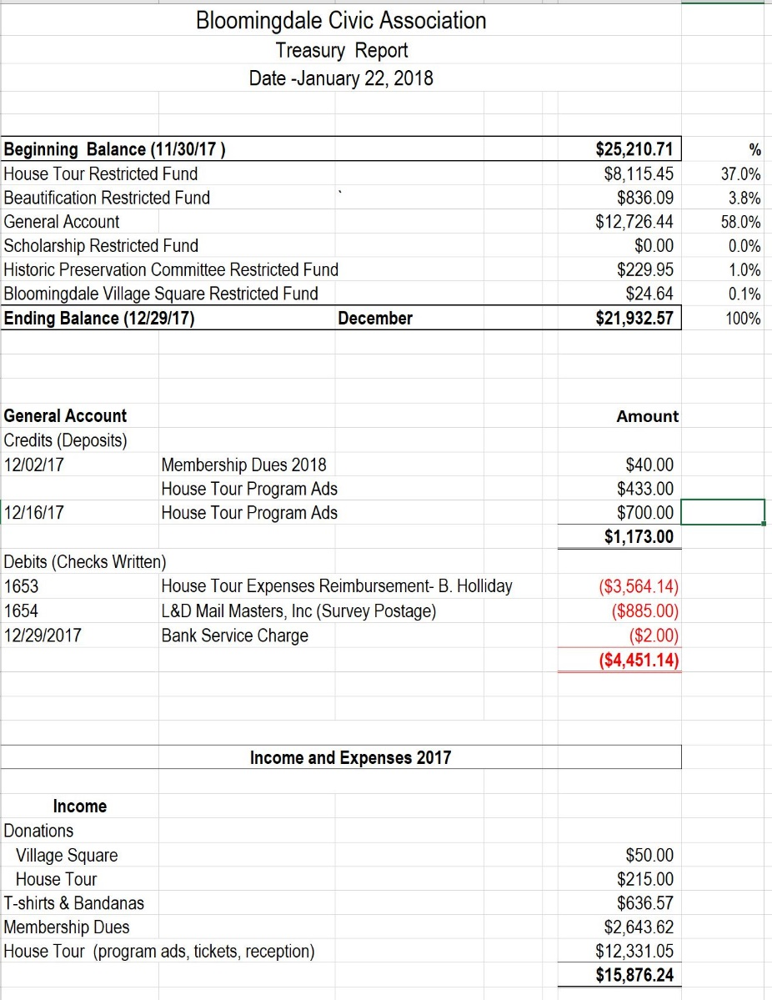 Bloomingdale Civic Association
Treasury Report
Date -January 22, 2018
Beginning Balance (11/30/17 ) $25,210.71 %
House Tour Restricted Fund $8,115.45 37.0%
Beautification Restricted Fund ` $836.09 3.8%
General Account $12,726.44 58.0%
Scholarship Restricted Fund $0.00 0.0%
Historic Preservation Committee Restricted Fund $229.95 1.0%
Bloomingdale Village Square Restricted Fund $24.64 0.1%
Ending Balance (12/29/17) December $21,932.57 100%
General Account Amount
Credits (Deposits)
12/02/17 Membership Dues 2018 $40.00
House Tour Program Ads $433.00
12/16/17 House Tour Program Ads $700.00
$1,173.00
Debits (Checks Written)
1653 House Tour Expenses Reimbursement- B. Holliday ($3,564.14)
1654 L&D Mail Masters, Inc (Survey Postage) ($885.00)
12/29/2017 Bank Service Charge ($2.00)
($4,451.14)
Income and Expenses 2017
Income
Donations
Village Square $50.00
House Tour $215.00
T-shirts & Bandanas $636.57
Membership Dues $2,643.62
House Tour (program ads, tickets, reception) $12,331.05
$15,876.24